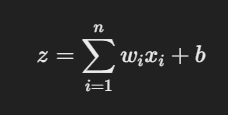 z = ∑_{i=1}^{n} w_i x_i + b